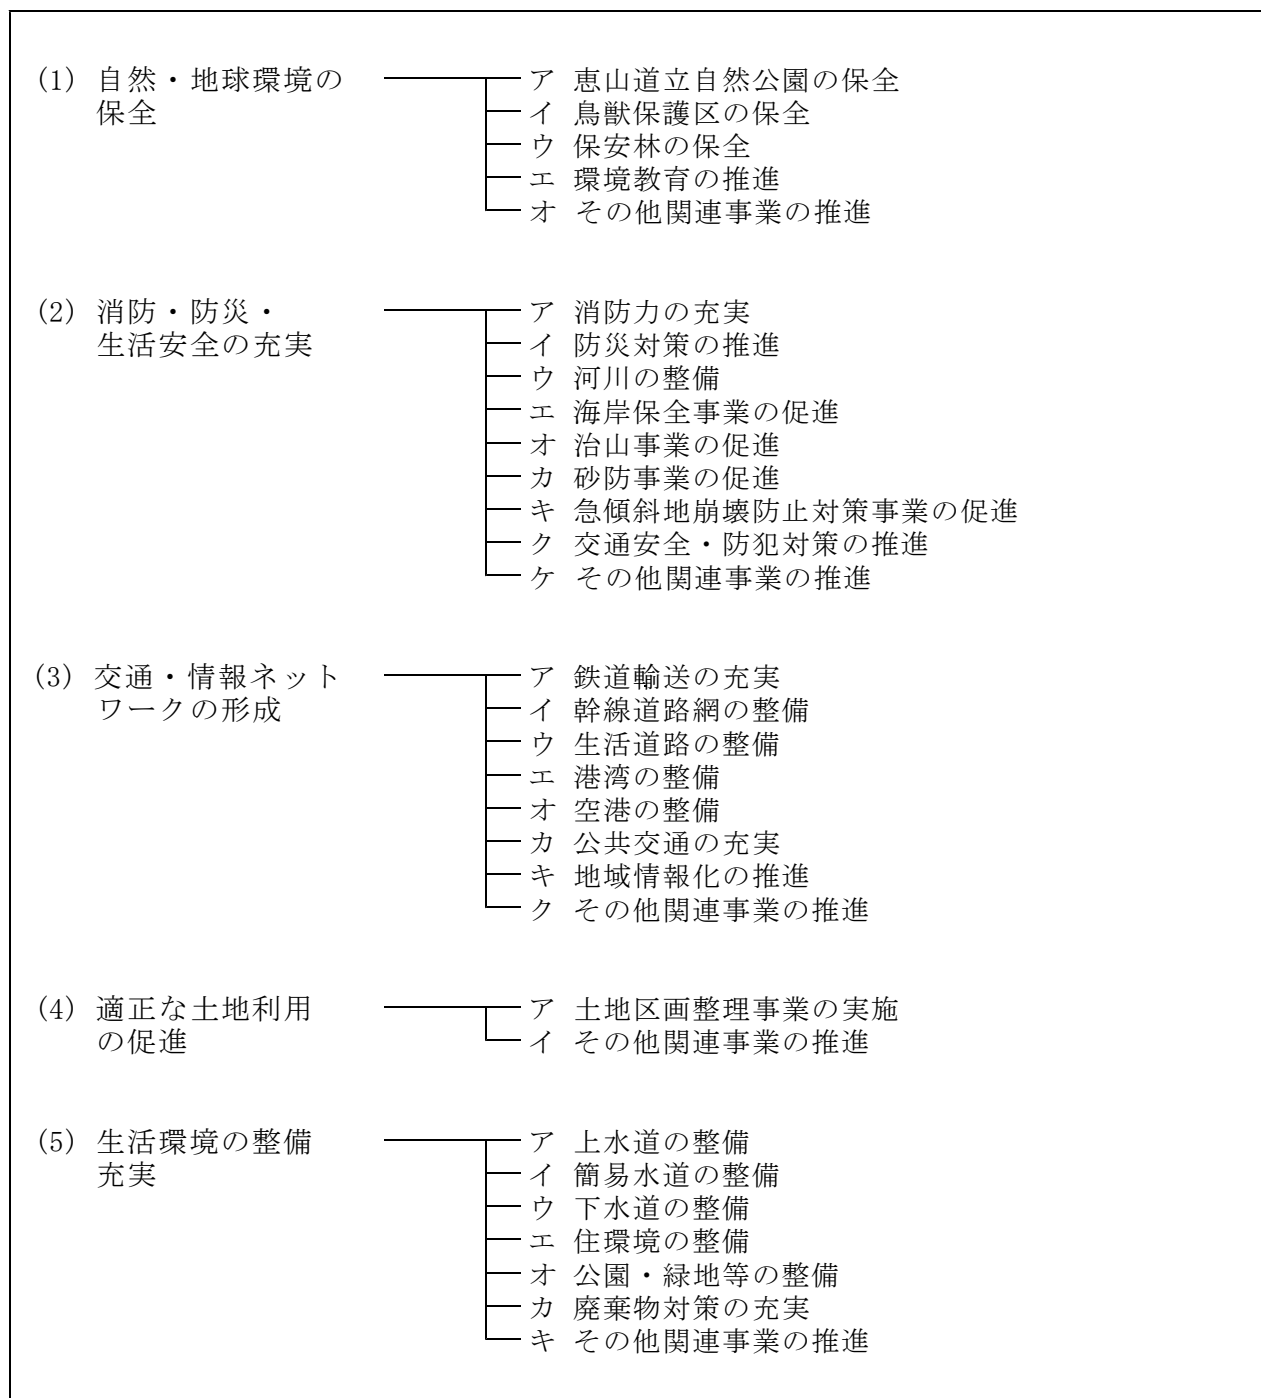 (1) 自然・地球環境の ア 恵山道立自然公園の保全
保全 イ 鳥獣保護区の保全
ウ 保安林の保全
エ 環境教育の推進
オ その他関連事業の推進
(2) 消防・防災・ ア 消防力の充実
生活安全の充実 イ 防災対策の推進
ウ 河川の整備
エ 海岸保全事業の促進
オ 治山事業の促進
カ 砂防事業の促進
キ 急傾斜地崩壊防止対策事業の促進
ク 交通安全・防犯対策の推進
ケ その他関連事業の推進
(3) 交通・情報ネット ア 鉄道輸送の充実
ワークの形成 イ 幹線道路網の整備
ウ 生活道路の整備
エ 港湾の整備
オ 空港の整備
カ 公共交通の充実
キ 地域情報化の推進
ク その他関連事業の推進
(4) 適正な土地利用 ア 土地区画整理事業の実施
の促進 イ その他関連事業の推進
(5) 生活環境の整備 ア 上水道の整備
充実 イ 簡易水道の整備
ウ 下水道の整備
エ 住環境の整備
オ 公園・緑地等の整備
カ 廃棄物対策の充実
キ その他関連事業の推進